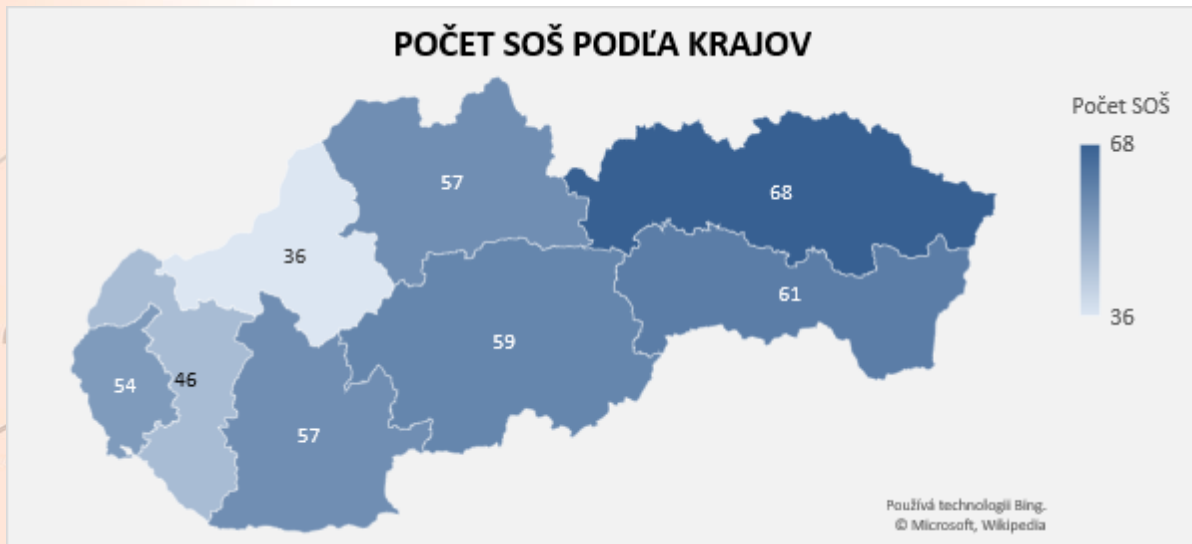 POČET SOŠ PODĽA KRAJOV
Počet SOŠ
68
36
57
68
36
61
59
54
46
57
Používá technologii Bing.
© Microsoft, Wikipedia